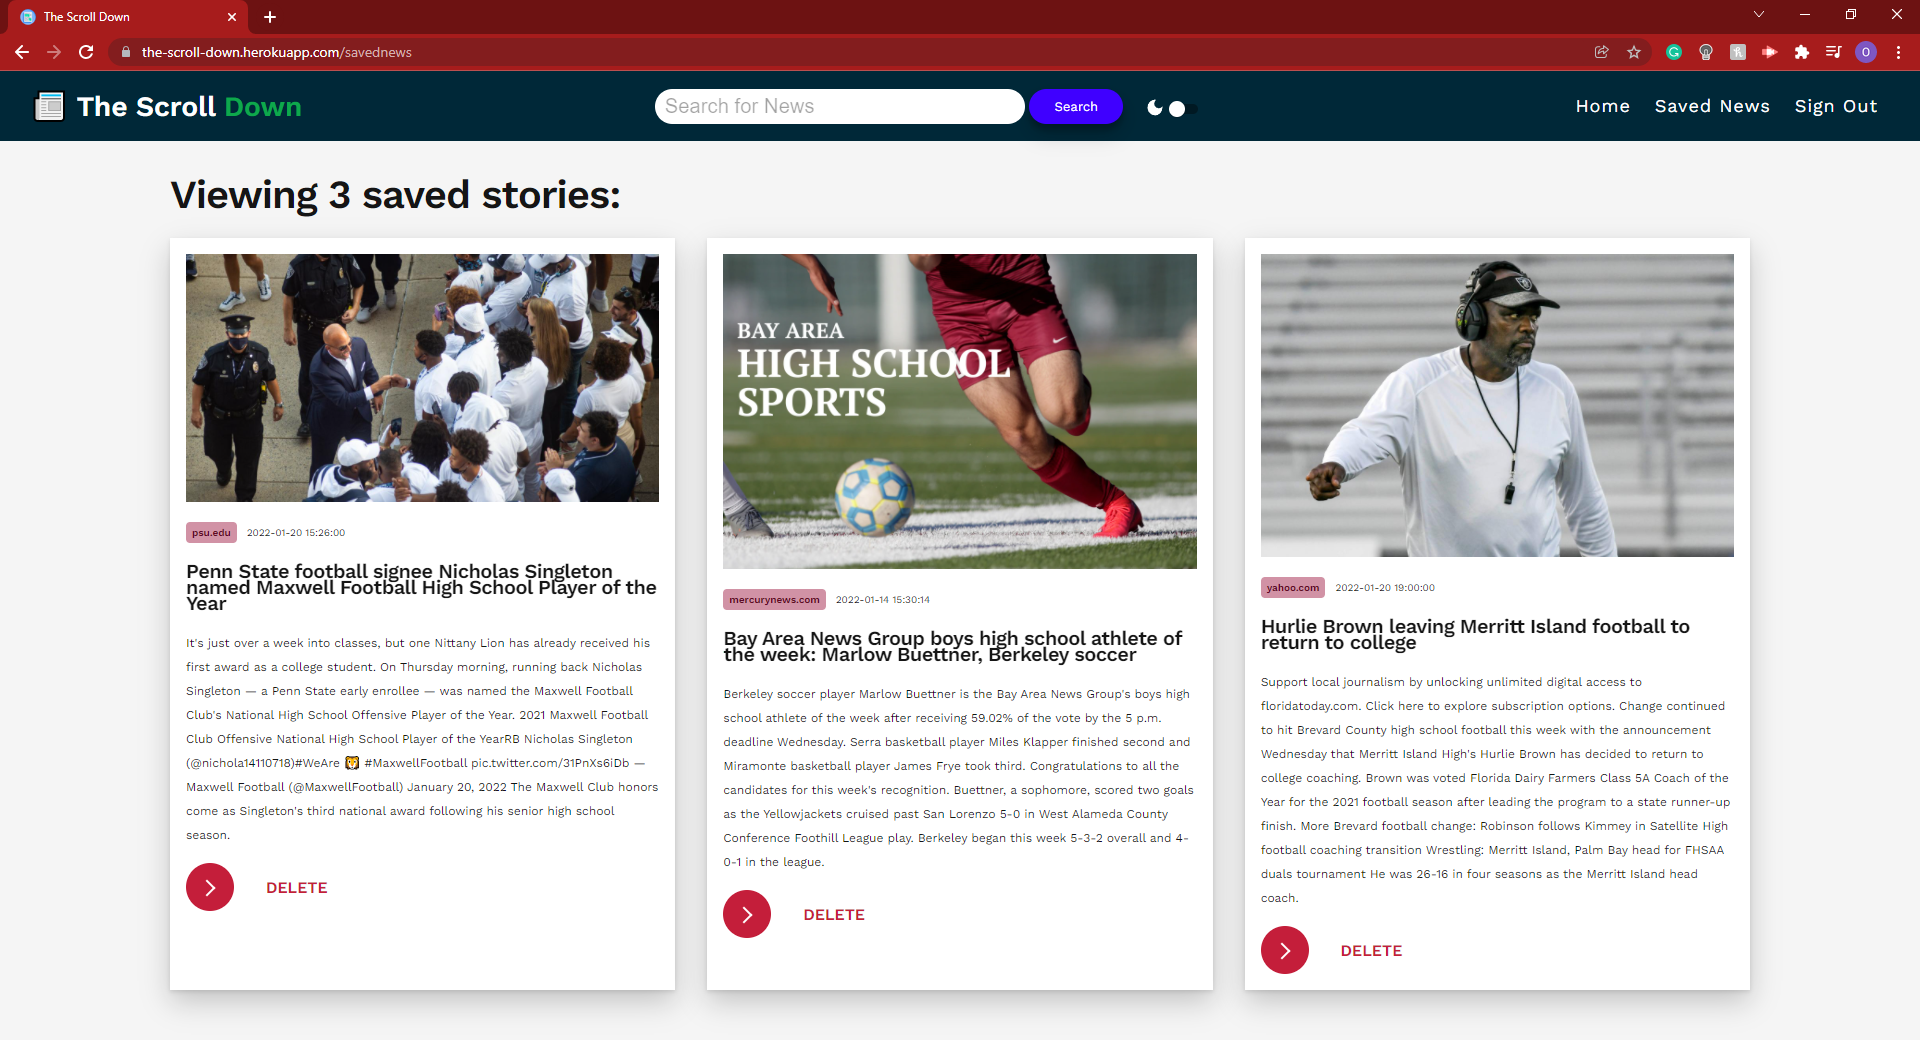 The Scroll Down
the-scroll-down.herokuapp.com/savednews
O
The Scroll Down
Search for News
Search
Home
Saved News
Sign Out
Viewing 3 saved stories:
psu.edu
2022-01-20 15:26:00
Penn State football signee Nicholas Singleton
named Maxwell Football High School Player of the
Year
It's just over a week into classes, but one Nittany Lion has already received his
first award as a college student. On Thursday morning, running back Nicholas
Singleton — a Penn State early enrollee — was named the Maxwell Football
Club's National High School Offensive Player of the Year. 2021 Maxwell Football
Club Offensive National High School Player of the YearRB Nicholas Singleton
(@nichola14110718)#WeAre 🐯 #MaxwellFootball pic.twitter.com/31PnXs6iDb —
Maxwell Football (@MaxwellFootball) January 20, 2022 The Maxwell Club honors
come as Singleton's third national award following his senior high school
season.
DELETE
BAY AREA
HIGH SCHOOL
SPORTS
mercurynews.com
2022-01-14 15:30:14
Bay Area News Group boys high school athlete of
the week: Marlow Buettner, Berkeley soccer
Berkeley soccer player Marlow Buettner is the Bay Area News Group's boys high
school athlete of the week after receiving 59.02% of the vote by the 5 p.m.
deadline Wednesday. Serra basketball player Miles Klapper finished second and
Miramonte basketball player James Frye took third. Congratulations to all the
candidates for this week's recognition. Buettner, a sophomore, scored two goals
as the Yellowjackets cruised past San Lorenzo 5-0 in West Alameda County
Conference Foothill League play. Berkeley began this week 5-3-2 overall and 4-
0-1 in the league.
DELETE
yahoo.com
2022-01-20 19:00:00
Hurlie Brown leaving Merritt Island football to
return to college
Support local journalism by unlocking unlimited digital access to
floridatoday.com. Click here to explore subscription options. Change continued
to hit Brevard County high school football this week with the announcement
Wednesday that Merritt Island High's Hurlie Brown has decided to return to
college coaching. Brown was voted Florida Dairy Farmers Class 5A Coach of the
Year for the 2021 football season after leading the program to a state runner-up
finish. More Brevard football change: Robinson follows Kimmey in Satellite High
football coaching transition Wrestling: Merritt Island, Palm Bay head for FHSAA
duals tournament He was 26-16 in four seasons as the Merritt Island head
coach.
DELETE